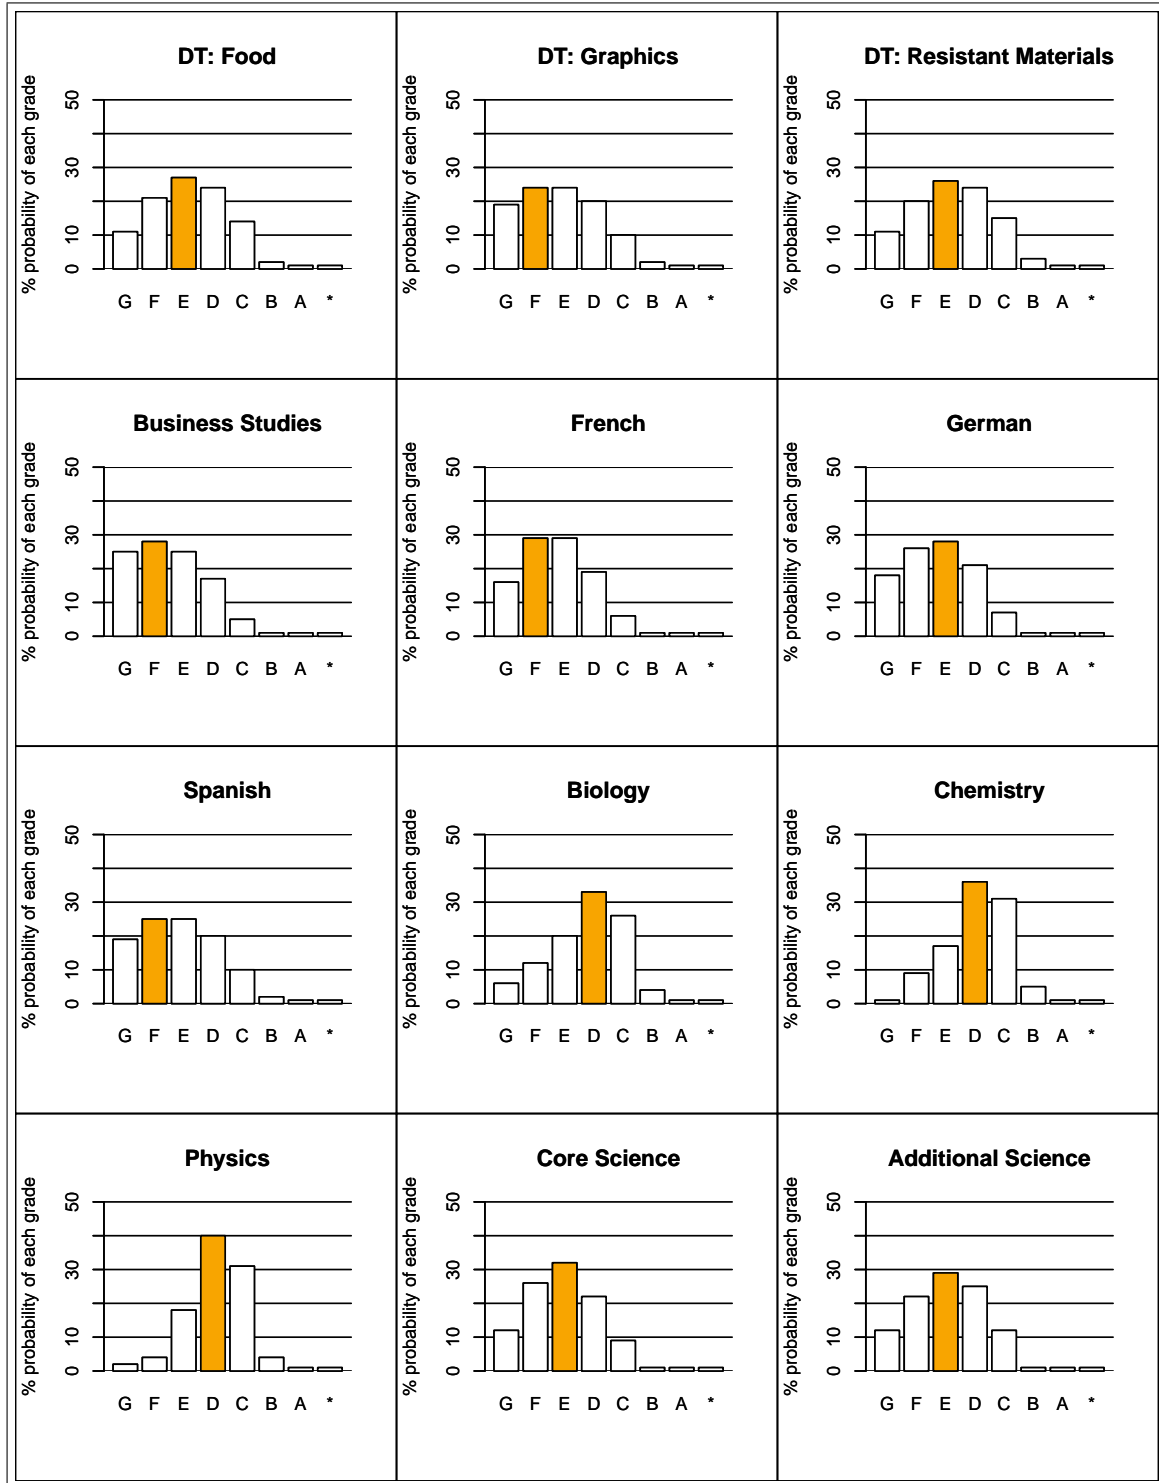 DT: Food
% probability of each grade
0 10 30 50
G F E D C B A *
DT: Graphics
% probability of each grade
0 10 30 50
G F E D C B A *
DT: Resistant Materials
% probability of each grade
0 10 30 50
G F E D C B A *
Business Studies
% probability of each grade
0 10 30 50
G F E D C B A *
French
% probability of each grade
0 10 30 50
G F E D C B A *
German
% probability of each grade
0 10 30 50
G F E D C B A *
Spanish
% probability of each grade
0 10 30 50
G F E D C B A *
Biology
% probability of each grade
0 10 30 50
G F E D C B A *
Chemistry
% probability of each grade
0 10 30 50
G F E D C B A *
Physics
% probability of each grade
0 10 30 50
G F E D C B A *
Core Science
% probability of each grade
0 10 30 50
G F E D C B A *
Additional Science
% probability of each grade
0 10 30 50
G F E D C B A *